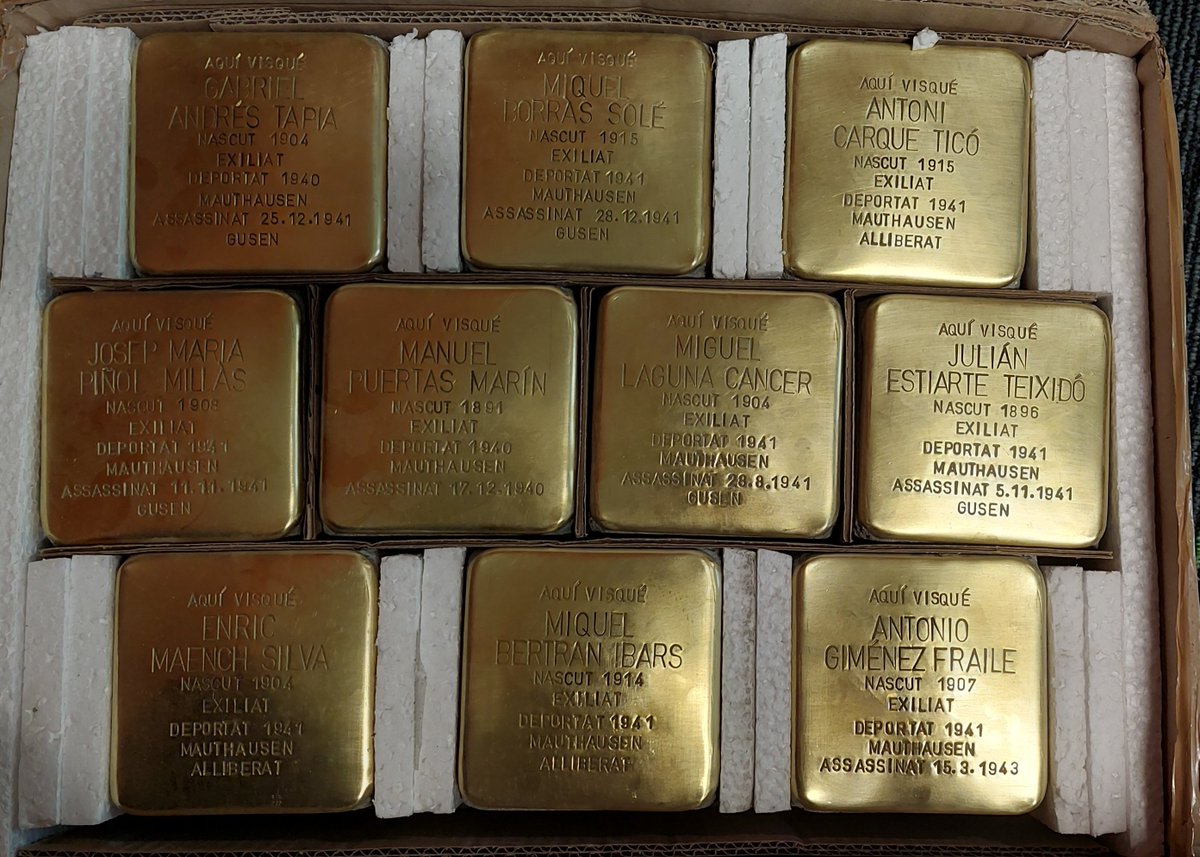 AQUÍ VISQUÉ
GABRIEL
ANDRÉS TAPIA
NASCUT 1904
EXILIAT
DEPORTAT 1940
MAUTHAUSEN
ASSASSINAT 25.12.1941
GUSEN
AQUÍ VISQUÉ
MIQUEL
BORRÀS SOLÉ
NASCUT 1915
EXILIAT
DEPORTAT 1941
MAUTHAUSEN
ASSASSINAT 28.12.1941
GUSEN
AQUÍ VISQUÉ
ANTONI
CARQUE TICÓ
NASCUT 1915
EXILIAT
DEPORTAT 1941
MAUTHAUSEN
ALLIBERAT
AQUÍ VISQUÉ
JOSEP MARIA
PIÑOL MILLÀS
NASCUT 1908
EXILIAT
DEPORTAT 1941
MAUTHAUSEN
ASSASSINAT 11.11.1941
GUSEN
AQUÍ VISQUÉ
MANUEL
PUERTAS MARÍN
NASCUT 1891
EXILIAT
DEPORTAT 1940
MAUTHAUSEN
ASSASSINAT 17.12.1940
AQUÍ VISQUÉ
MIGUEL
LAGUNA CANCER
NASCUT 1904
EXILIAT
DEPORTAT 1941
MAUTHAUSEN
ASSASSINAT 28.8.1941
GUSEN
AQUÍ VISQUÉ
JULIÁN
ESTIARTE TEIXIDÓ
NASCUT 1896
EXILIAT
DEPORTAT 1941
MAUTHAUSEN
ASSASSINAT 5.11.1941
GUSEN
AQUÍ VISQUÉ
ENRIC
MAENCH SILVA
NASCUT 1904
EXILIAT
DEPORTAT 1941
MAUTHAUSEN
ALLIBERAT
AQUÍ VISQUÉ
MIQUEL
BERTRAN IBARS
NASCUT 1914
EXILIAT
DEPORTAT 1941
MAUTHAUSEN
ALLIBERAT
AQUÍ VISQUÉ
ANTONIO
GIMÉNEZ FRAILE
NASCUT 1907
EXILIAT
DEPORTAT 1941
MAUTHAUSEN
ASSASSINAT 15.3.1943